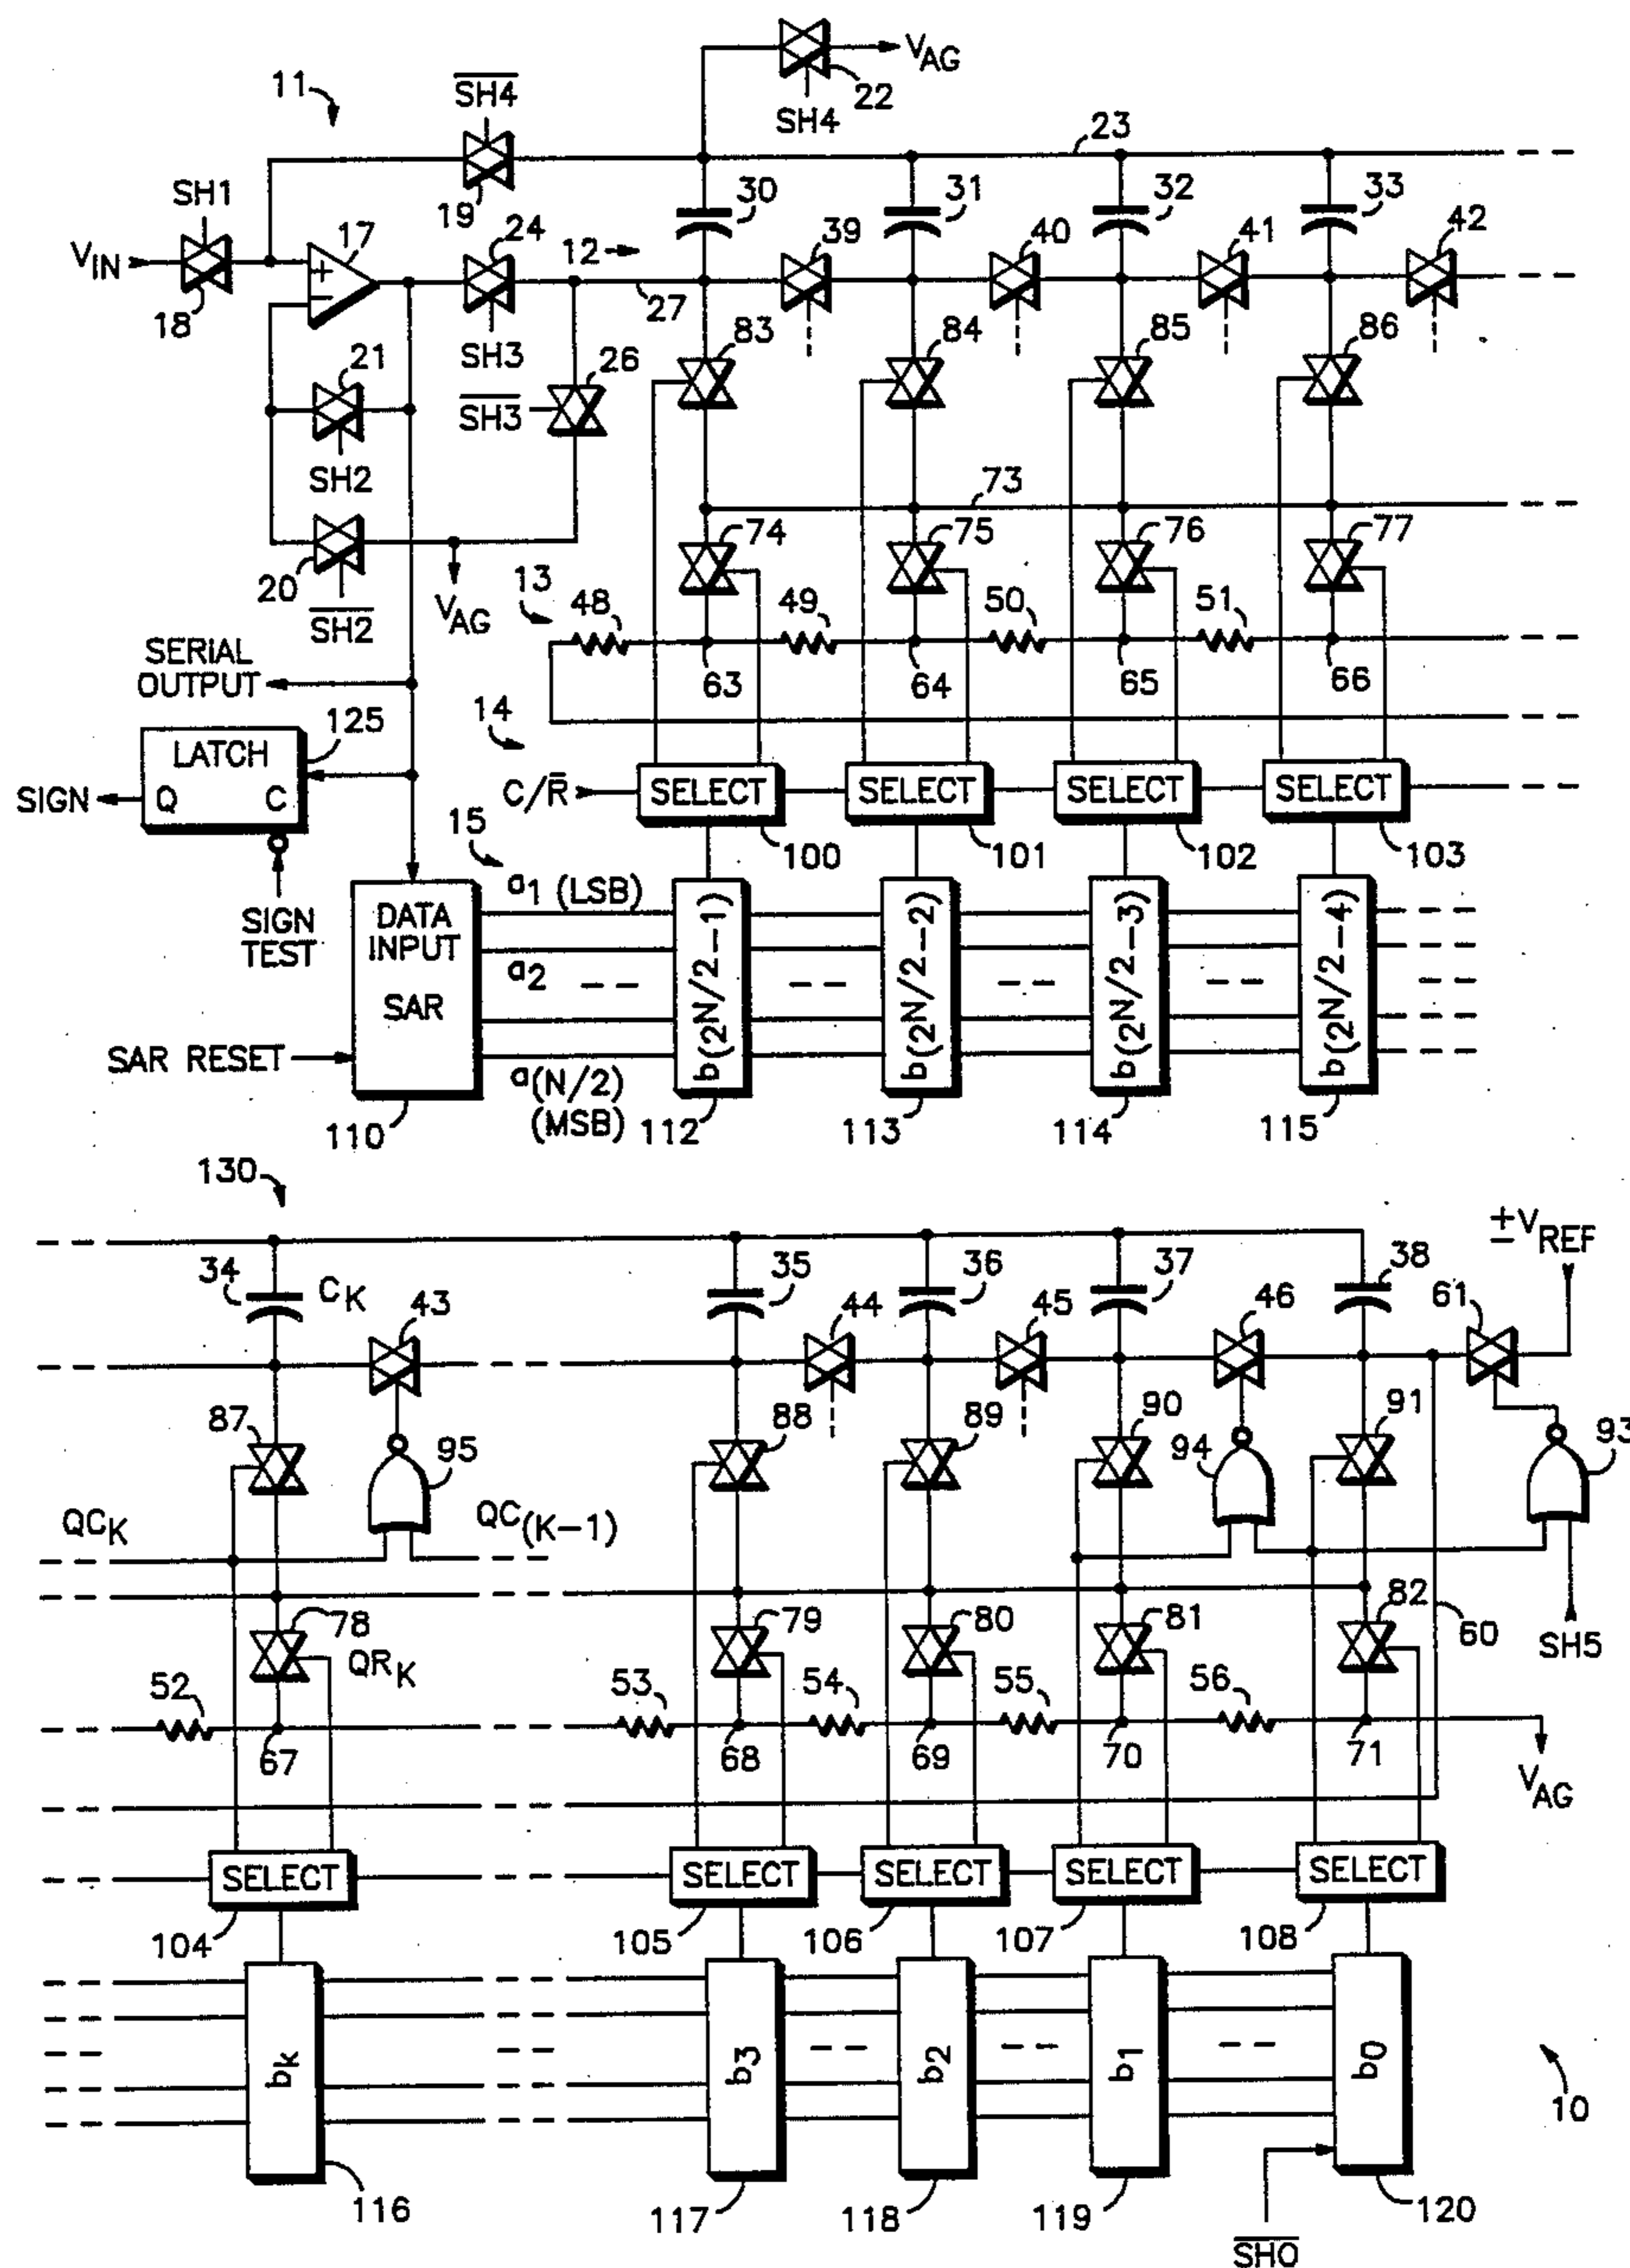 V_AG
11
SH4̅
22
SH4
23
SH1
19
30
31
32
33
V_IN
17
24
12
39
40
41
42
18
27
21
SH3
26
83
84
85
86
SH3̅
SH2
73
20
74
75
76
77
SH2̅
V_AG
13
48
49
50
51
SERIAL
OUTPUT
63
64
65
66
14
LATCH
125
SIGN
Q C
C/R̅
SELECT
SELECT
SELECT
SELECT
15
100
101
102
103
SIGN
TEST
DATA
INPUT
SAR
a1 (LSB)
a2
b(2^N/2-1)
b(2^N/2-2)
b(2^N/2-3)
b(2^N/2-4)
SAR RESET
a(N/2)
(MSB)
110
112
113
114
115
130
±V_REF
34
C_K
43
35
36
37
38
61
44
45
46
87
95
88
89
90
94
91
93
QC_K
QC_(K-1)
78
QR_K
79
80
81
82
60
SH5
52
53
54
55
56
67
68
69
70
71
V_AG
SELECT
SELECT
SELECT
SELECT
SELECT
104
105
106
107
108
b_k
b3
b2
b1
b0
10
116
117
118
119
120
SH0̅